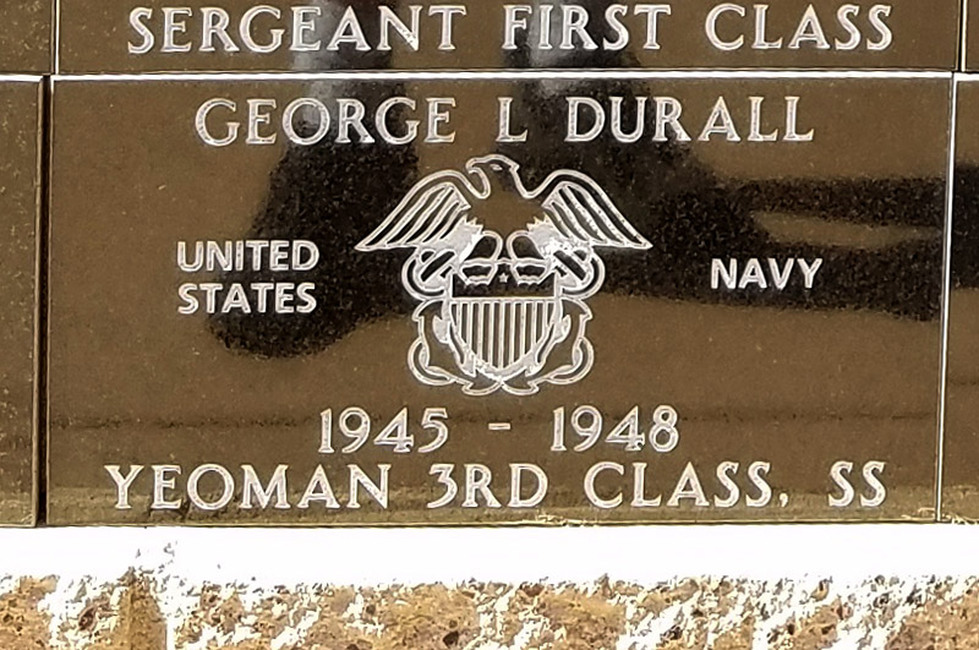 SERGEANT FIRST CLASS
GEORGE L DURALL
UNITED
STATES
NAVY
1945 - 1948
YEOMAN 3RD CLASS, SS